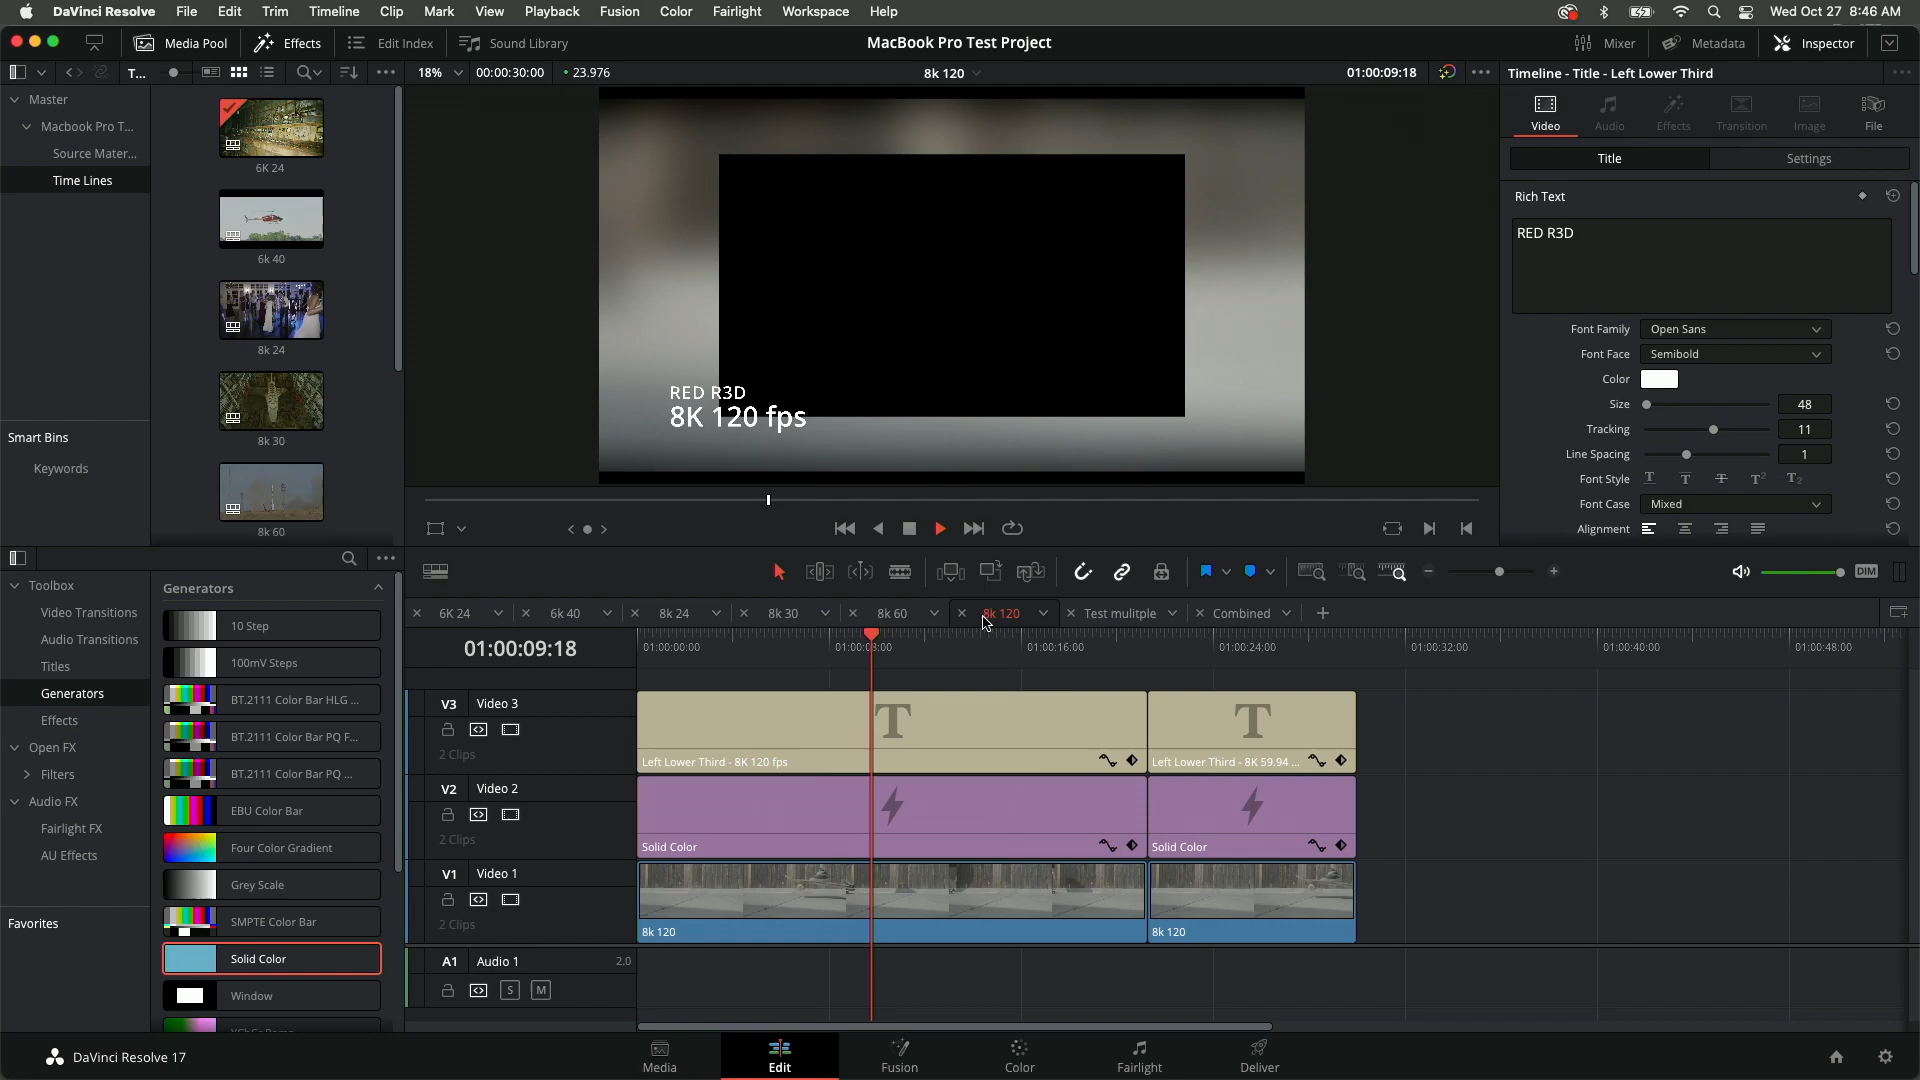 DaVinci Resolve File Edit Trim Timeline Clip Mark View Playback Fusion Color Fairlight Workspace Help Wed Oct 27 8:46 AM
Media Pool Effects Edit Index Sound Library MacBook Pro Test Project Mixer Metadata Inspector
T... 18% 00:00:30:00 23.976 8k 120 01:00:09:18 Timeline - Title - Left Lower Third
Master
Macbook Pro T...
Source Mater...
Time Lines
Smart Bins
Keywords
6K 24
6k 40
8k 24
8k 30
8k 60
RED R3D
8K 120 fps
Video Audio Effects Transition Image File
Title Settings
Rich Text
RED R3D
Font Family Open Sans
Font Face Semibold
Color
Size 48
Tracking 11
Line Spacing 1
Font Style T T T T² T₂
Font Case Mixed
Alignment
DIM
Toolbox
Video Transitions
Audio Transitions
Titles
Generators
Effects
Open FX
Filters
Audio FX
Fairlight FX
AU Effects
Favorites
Generators
10 Step
100mV Steps
BT.2111 Color Bar HLG ...
BT.2111 Color Bar PQ F...
BT.2111 Color Bar PQ ...
EBU Color Bar
Four Color Gradient
Grey Scale
SMPTE Color Bar
Solid Color
Window
6K 24 6k 40 8k 24 8k 30 8k 60 8k 120 Test mulitple Combined
01:00:09:18 01:00:00:00 01:00:08:00 01:00:16:00 01:00:24:00 01:00:32:00 01:00:40:00 01:00:48:00
V3 Video 3
2 Clips
T T
Left Lower Third - 8K 120 fps Left Lower Third - 8K 59.94 ...
V2 Video 2
2 Clips
Solid Color Solid Color
V1 Video 1
2 Clips
8k 120 8k 120
A1 Audio 1 2.0
S M
DaVinci Resolve 17
Media Edit Fusion Color Fairlight Deliver